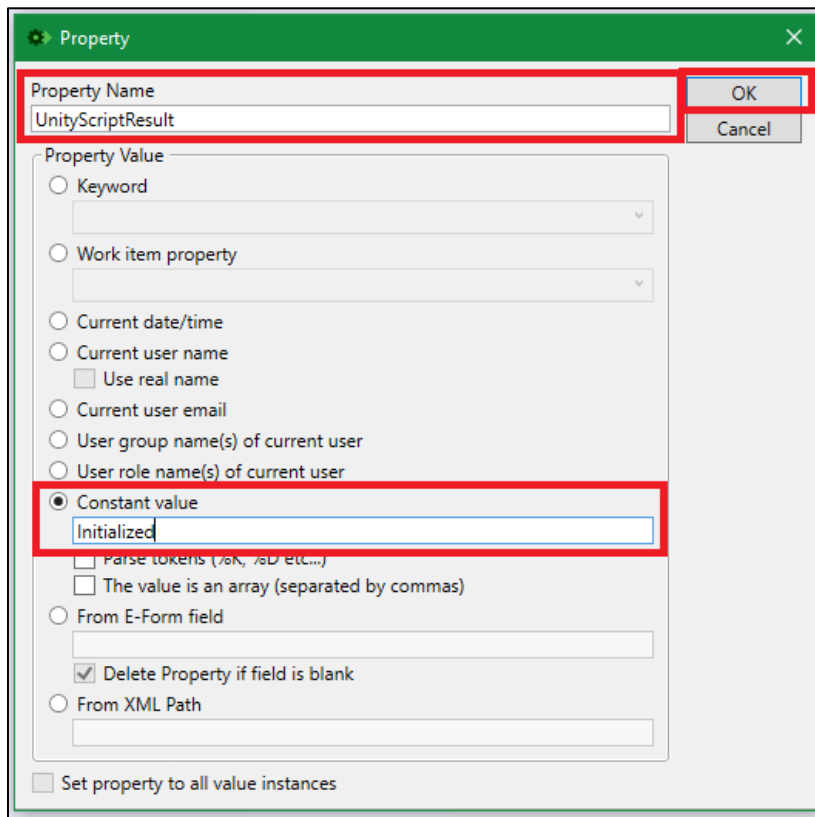 Property
Property Name
OK
UnityScriptResult
Cancel
Property Value
Keyword
Work item property
Current date/time
Current user name
Use real name
Current user email
User group name(s) of current user
User role name(s) of current user
Constant value
Initialized
Parse tokens (%K, %D etc...)
The value is an array (separated by commas)
From E-Form field
Delete Property if field is blank
From XML Path
Set property to all value instances